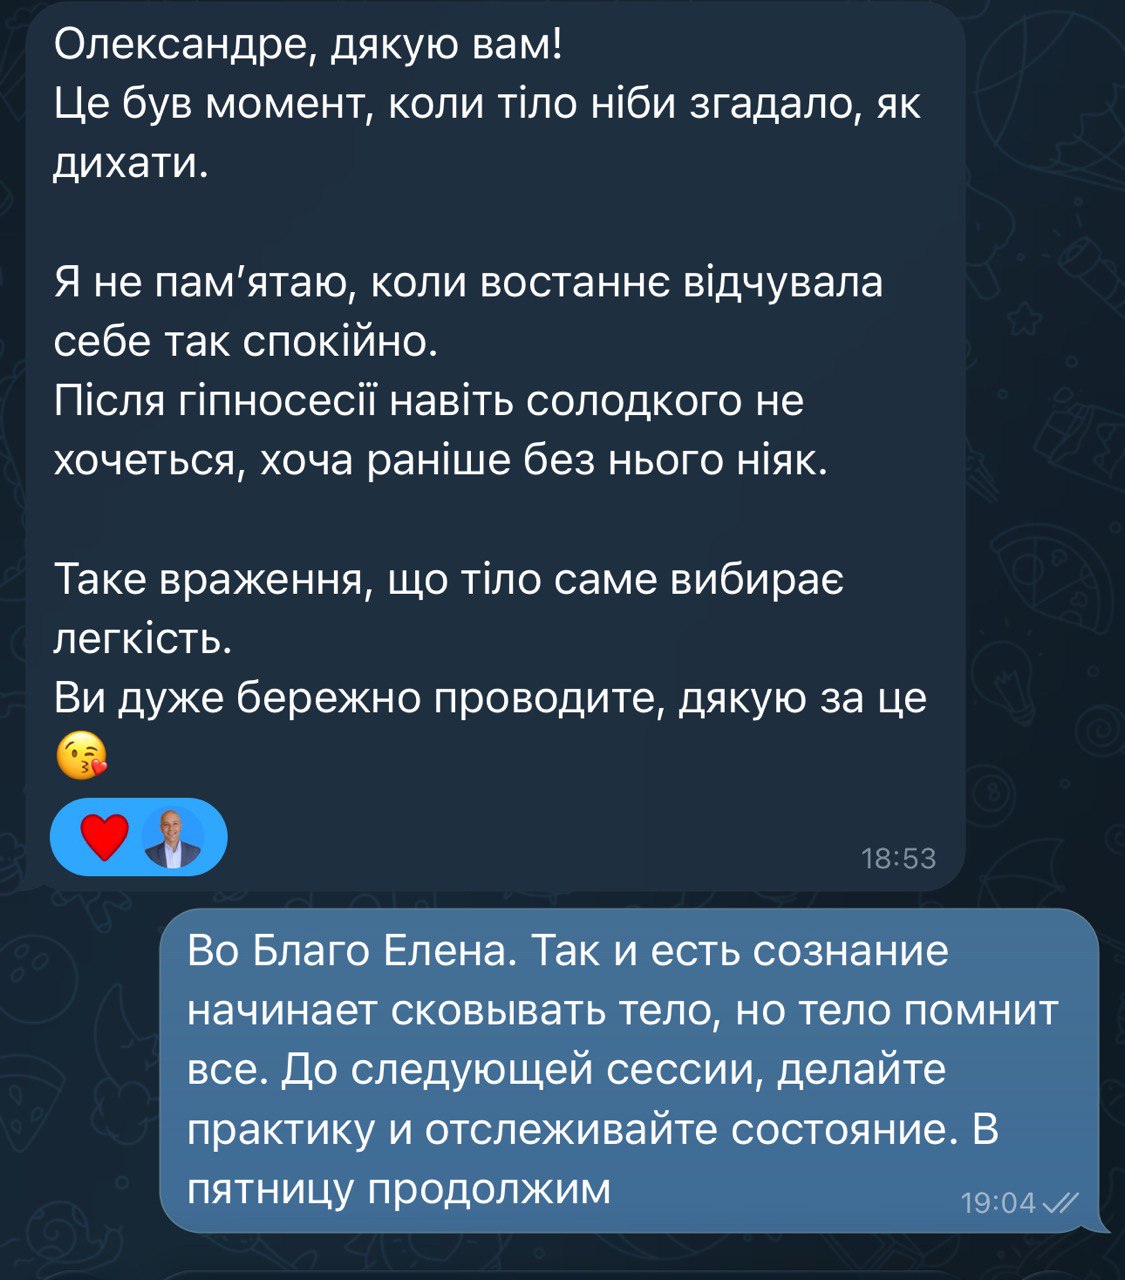 Олександре, дякую вам!
Це був момент, коли тіло ніби згадало, як
дихати.
Я не пам’ятаю, коли востаннє відчувала
себе так спокійно.
Після гіпносесії навіть солодкого не
хочеться, хоча раніше без нього ніяк.
Таке враження, що тіло саме вибирає
легкість.
Ви дуже бережно проводите, дякую за це
😘
18:53
Во Благо Елена. Так и есть сознание
начинает сковывать тело, но тело помнит
все. До следующей сессии, делайте
практику и отслеживайте состояние. В
пятницу продолжим
19:04